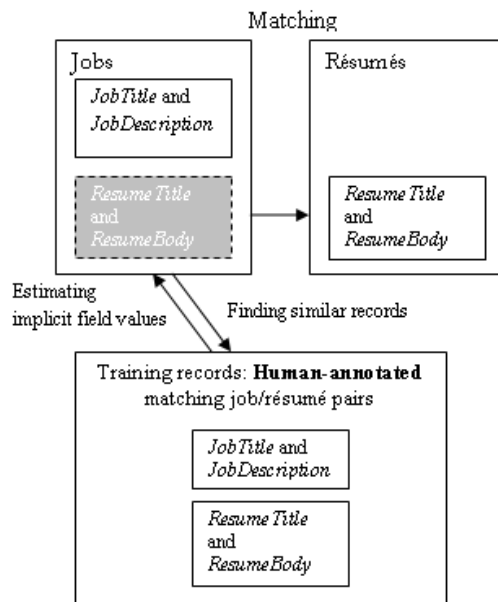 Matching
Jobs
JobTitle and
JobDescription
ResumeTitle
and
ResumeBody
Résumés
ResumeTitle
and
ResumeBody
Estimating
implicit field values
Finding similar records
Training records: Human-annotated
matching job/résumé pairs
JobTitle and
JobDescription
ResumeTitle
and
ResumeBody